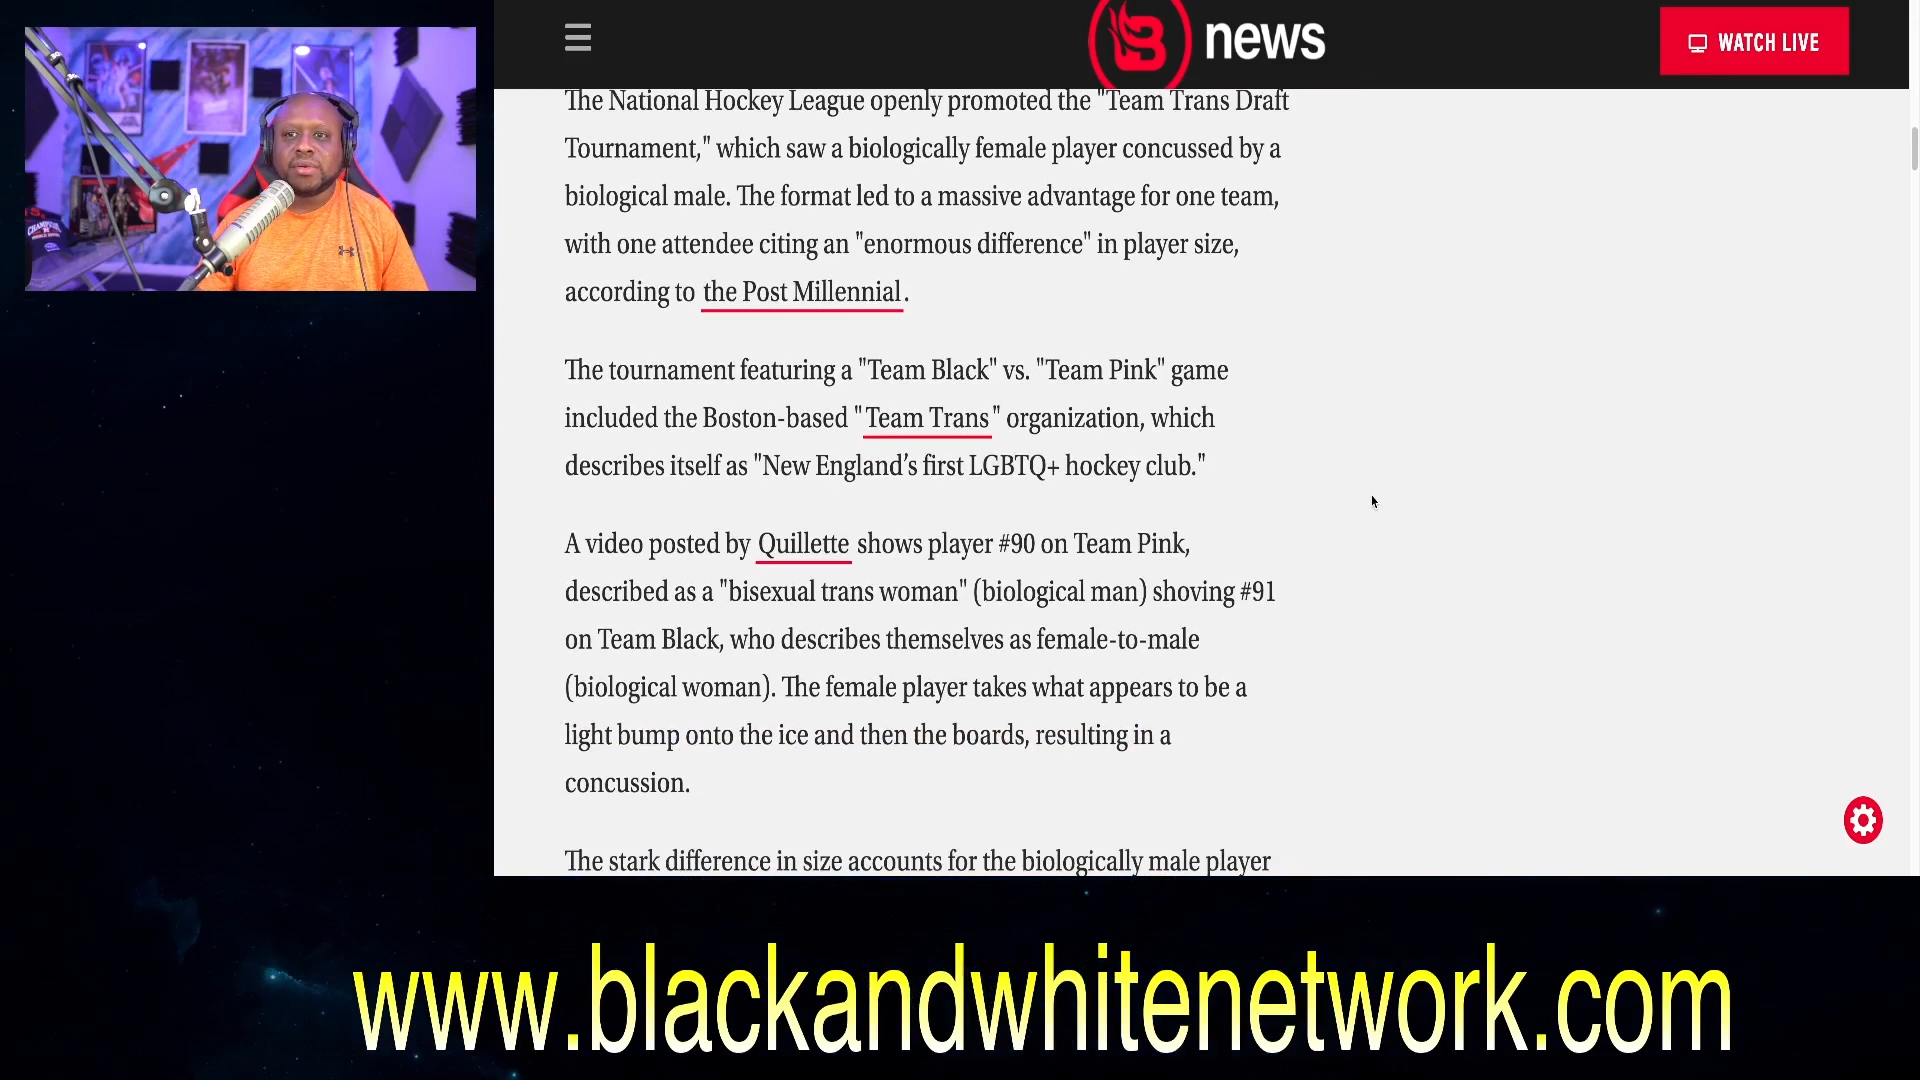 news
WATCH LIVE
The National Hockey League openly promoted the "Team Trans Draft
Tournament," which saw a biologically female player concussed by a
biological male. The format led to a massive advantage for one team,
with one attendee citing an "enormous difference" in player size,
according to the Post Millennial.
The tournament featuring a "Team Black" vs. "Team Pink" game
included the Boston-based "Team Trans" organization, which
describes itself as "New England’s first LGBTQ+ hockey club."
A video posted by Quillette shows player #90 on Team Pink,
described as a "bisexual trans woman" (biological man) shoving #91
on Team Black, who describes themselves as female-to-male
(biological woman). The female player takes what appears to be a
light bump onto the ice and then the boards, resulting in a
concussion.
The stark difference in size accounts for the biologically male player
www.blackandwhitenetwork.com